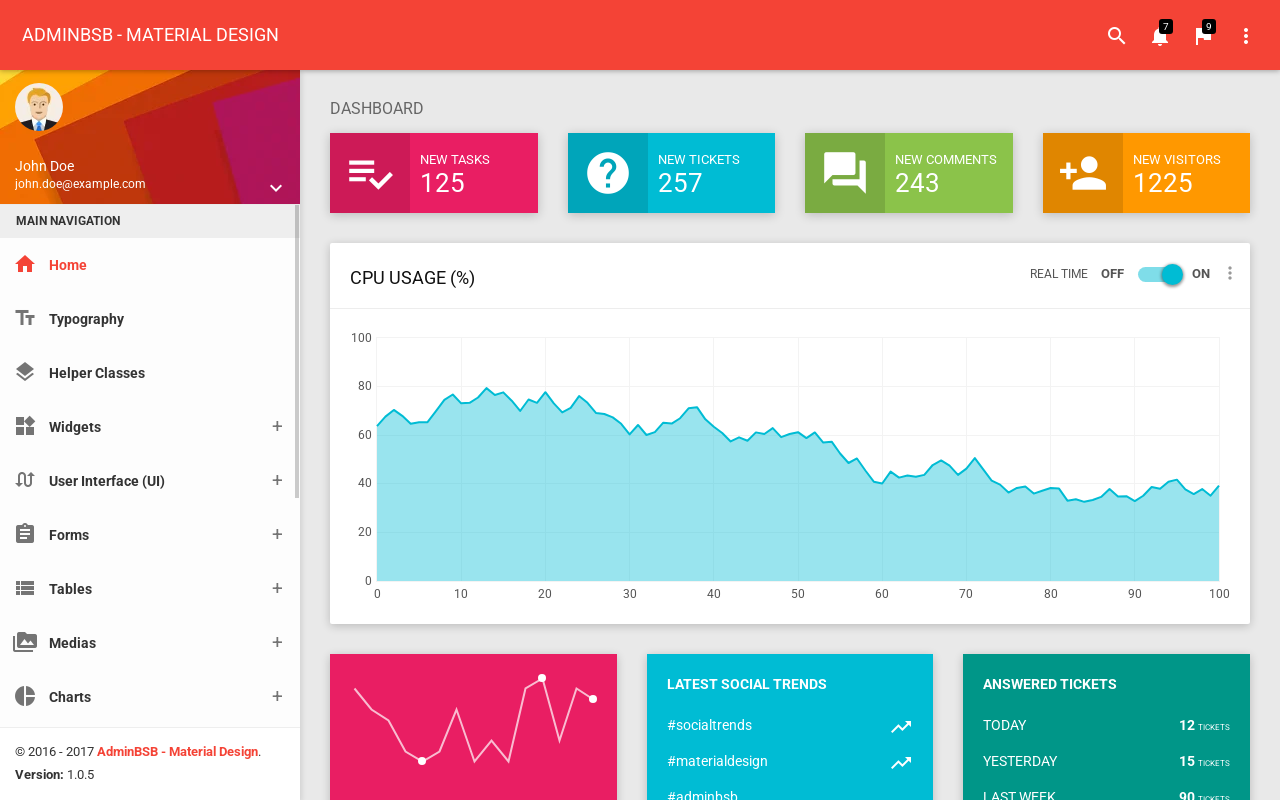 ADMINBSB - MATERIAL DESIGN
7
9
John Doe
john.doe@example.com
MAIN NAVIGATION
Home
Typography
Helper Classes
Widgets +
User Interface (UI) +
Forms +
Tables +
Medias +
Charts +
© 2016 - 2017 AdminBSB - Material Design.
Version: 1.0.5
DASHBOARD
NEW TASKS
125
NEW TICKETS
257
NEW COMMENTS
243
NEW VISITORS
1225
CPU USAGE (%)
REAL TIME OFF ON
100
80
60
40
20
0
0 10 20 30 40 50 60 70 80 90 100
LATEST SOCIAL TRENDS
#socialtrends
#materialdesign
#adminbsb
ANSWERED TICKETS
TODAY 12 TICKETS
YESTERDAY 15 TICKETS
LAST WEEK 90 TICKETS